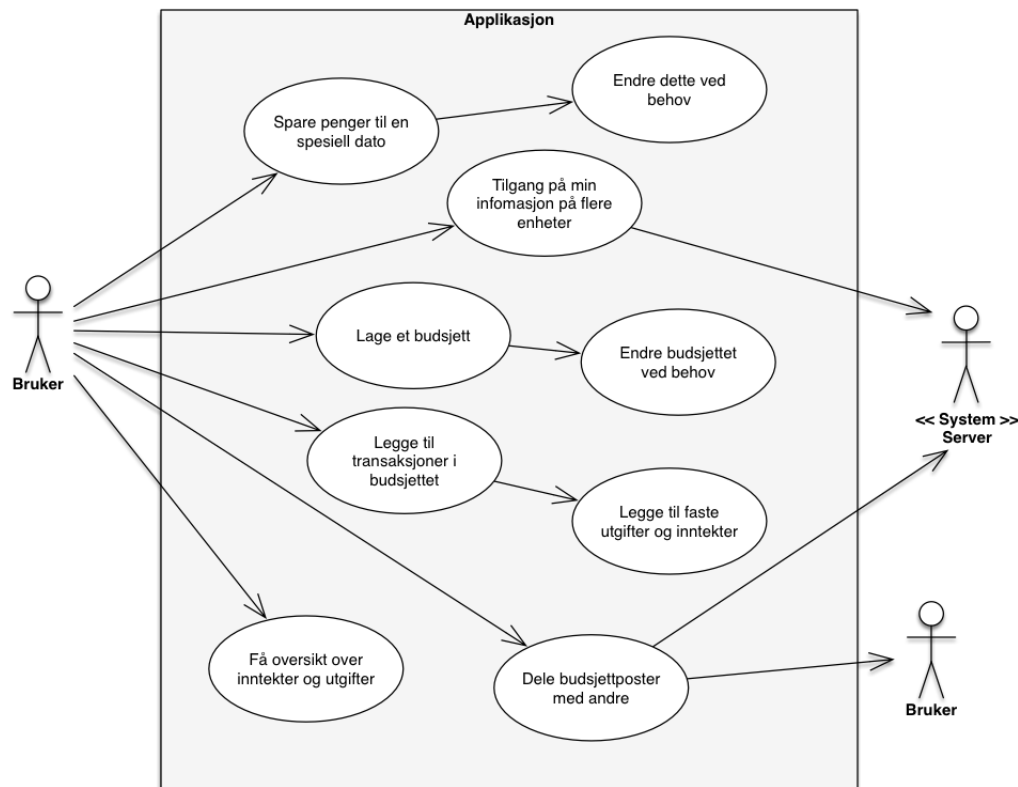 Applikasjon
Endre dette ved
behov
Spare penger til en
spesiell dato
Tilgang på min
infomasjon på flere
enheter
Lage et budsjett
Endre budsjettet
ved behov
Bruker
<< System >>
Server
Legge til
transaksjoner i
budsjettet
Legge til faste
utgifter og inntekter
Få oversikt over
inntekter og utgifter
Dele budsjettposter
med andre
Bruker